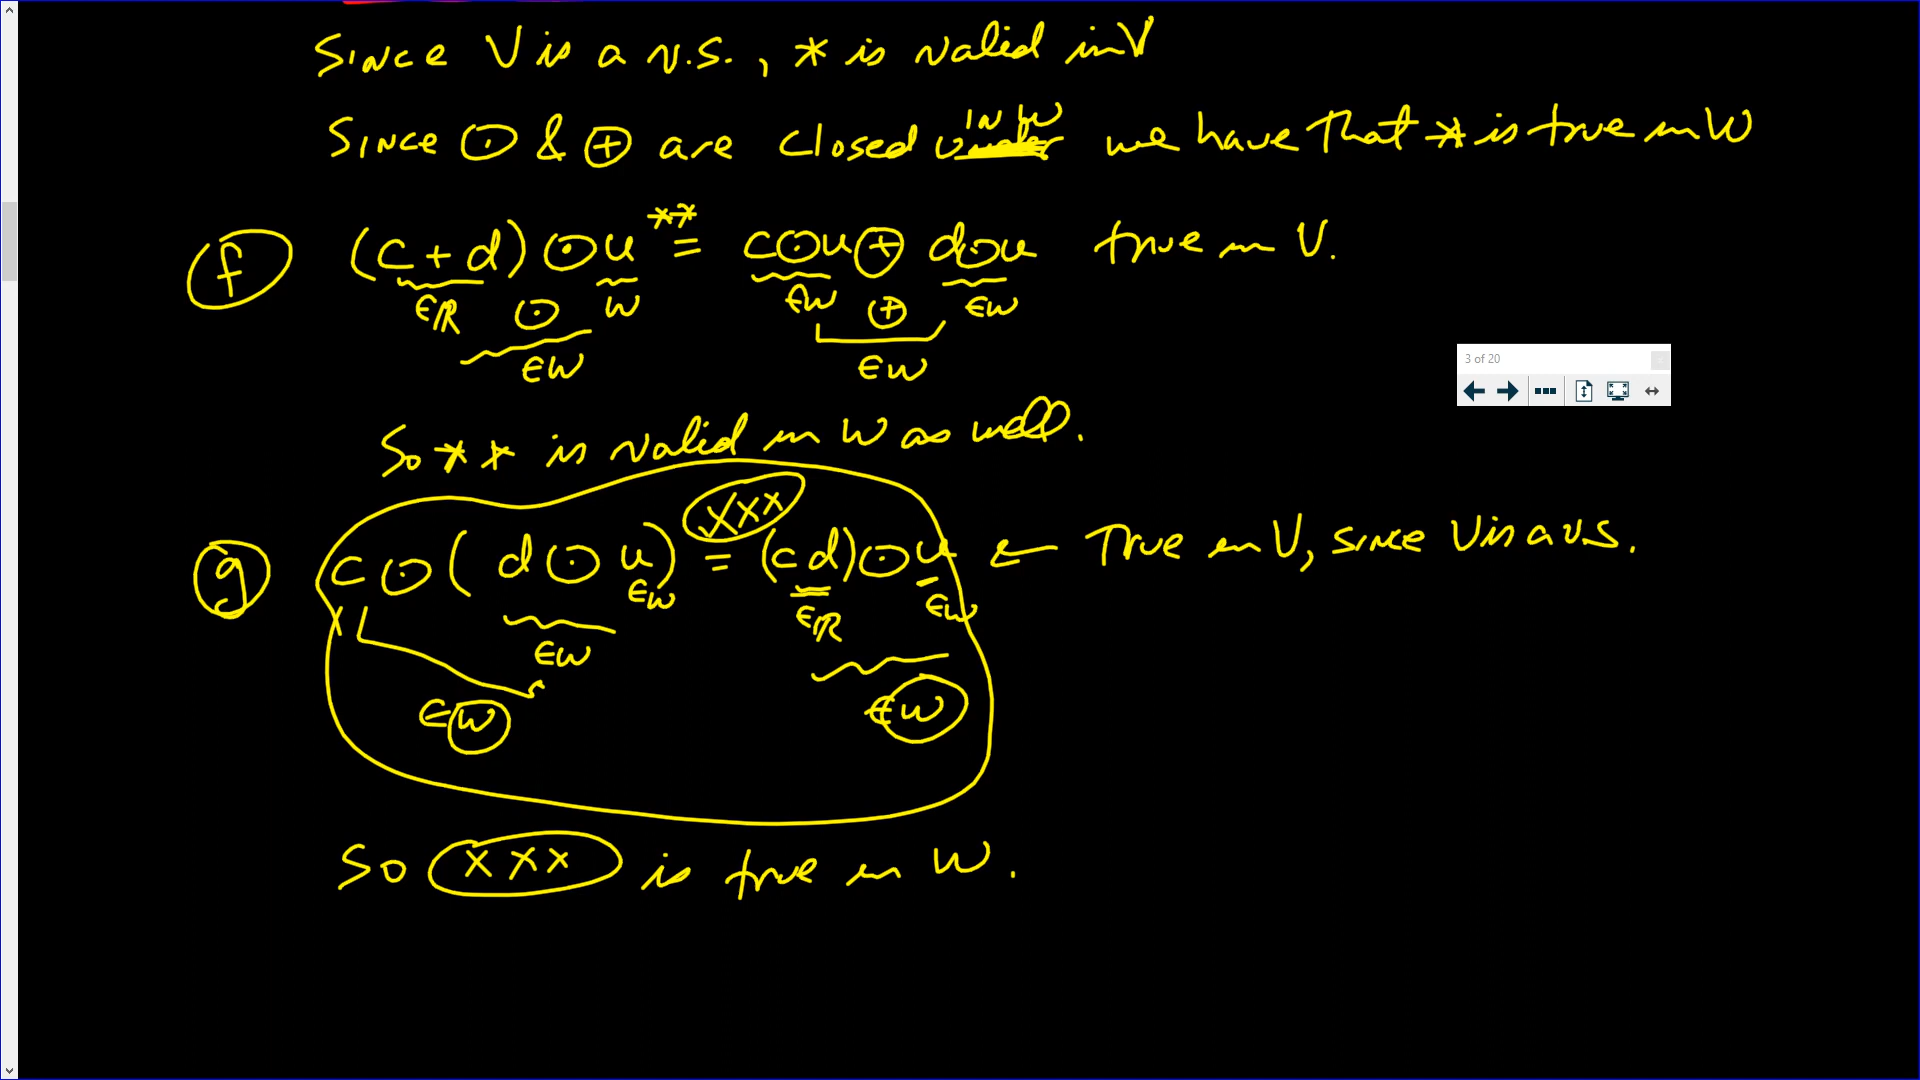 Since V is a v.s., * is valid in V
Since ⊙ & ⊕ are closed in W we have that * is true in W
(f) (c + d) ⊙ u =** c⊙u ⊕ d⊙u true in V.
∈ℝ ⊙ W ∈W ⊕ ∈W
∈W ∈W
3 of 20
So ** is valid in W as well.
(g) c ⊙ ( d ⊙ u ) =xxx (cd) ⊙ u ← True in V, since V is a v.s.
∈W ∈ℝ ∈W
∈W
∈W ∈W
So xxx is true in W.